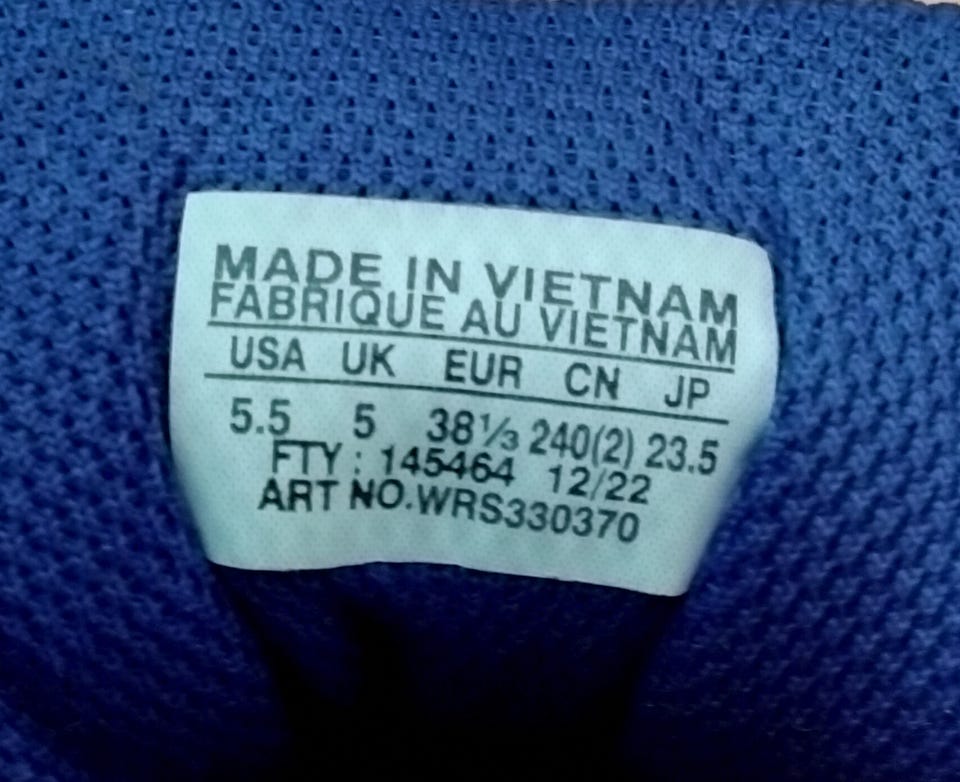 MADE IN VIETNAM
FABRIQUE AU VIETNAM
USA UK EUR CN JP
5.5 5 38⅓ 240(2) 23.5
FTY : 145464 12/22
ART NO.WRS330370